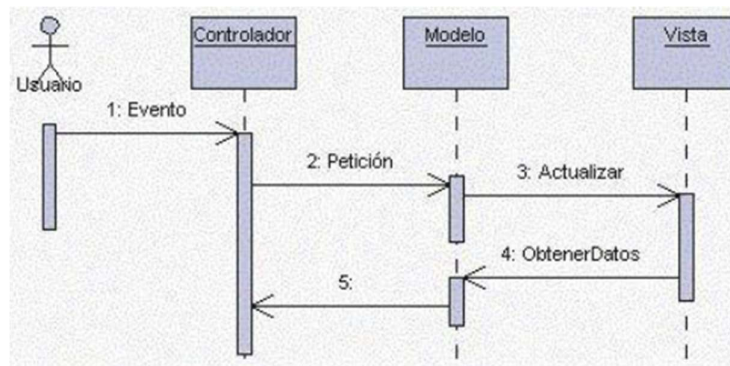 Controlador
Modelo
Vista
Usuario
1: Evento
2: Petición
3: Actualizar
4: ObtenerDatos
5: